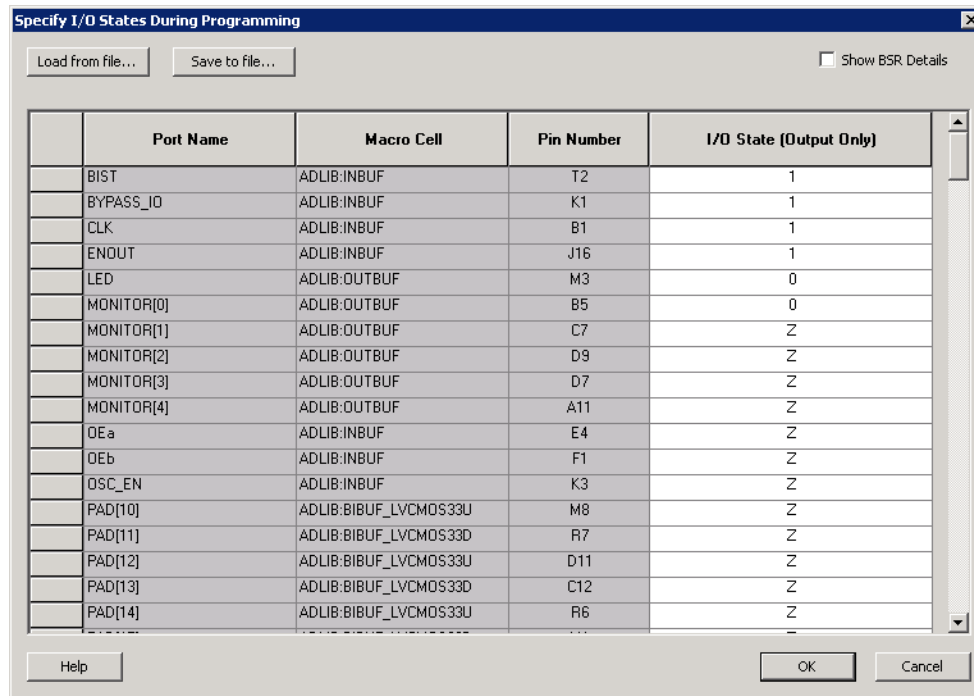 Specify I/O States During Programming
Load from file... Save to file... Show BSR Details
Port Name Macro Cell Pin Number I/O State (Output Only)
BIST ADLIB:INBUF T2 1
BYPASS_IO ADLIB:INBUF K1 1
CLK ADLIB:INBUF B1 1
ENOUT ADLIB:INBUF J16 1
LED ADLIB:OUTBUF M3 0
MONITOR[0] ADLIB:OUTBUF B5 0
MONITOR[1] ADLIB:OUTBUF C7 Z
MONITOR[2] ADLIB:OUTBUF D9 Z
MONITOR[3] ADLIB:OUTBUF D7 Z
MONITOR[4] ADLIB:OUTBUF A11 Z
OEa ADLIB:INBUF E4 Z
OEb ADLIB:INBUF F1 Z
OSC_EN ADLIB:INBUF K3 Z
PAD[10] ADLIB:BIBUF_LVCMOS33U M8 Z
PAD[11] ADLIB:BIBUF_LVCMOS33D R7 Z
PAD[12] ADLIB:BIBUF_LVCMOS33U D11 Z
PAD[13] ADLIB:BIBUF_LVCMOS33D C12 Z
PAD[14] ADLIB:BIBUF_LVCMOS33U R6 Z
Help OK Cancel